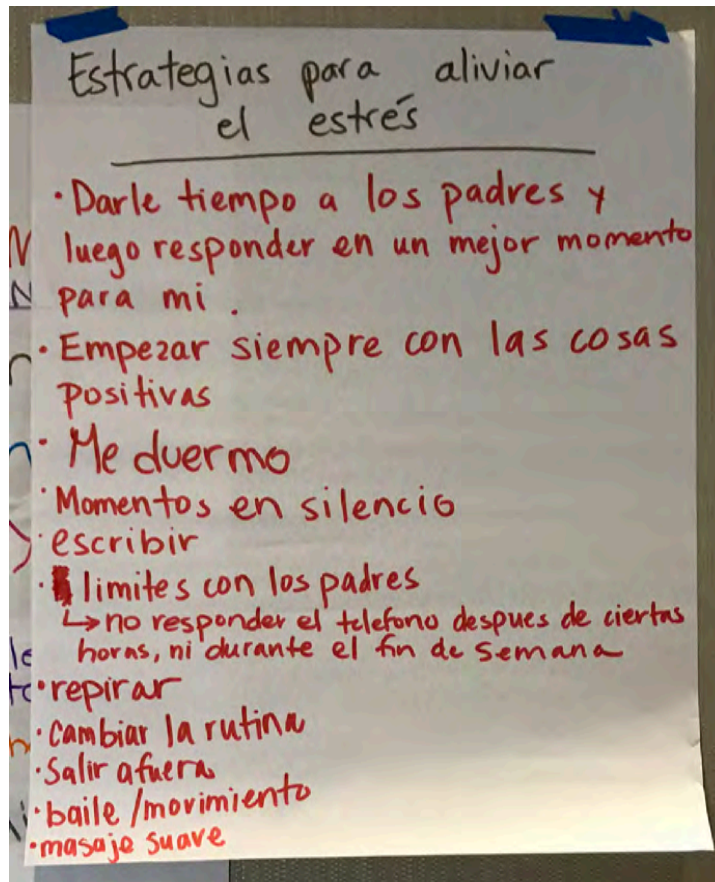 Estrategias para aliviar
el estrés
· Darle tiempo a los padres y
luego responder en un mejor momento
para mi.
· Empezar siempre con las cosas
positivas
· Me duermo
· Momentos en silencio
· escribir
· limites con los padres
↳ no responder el telefono despues de ciertas
horas, ni durante el fin de semana
· repirar
· cambiar la rutina
· Salir afuera
· baile /movimiento
· masaje suave